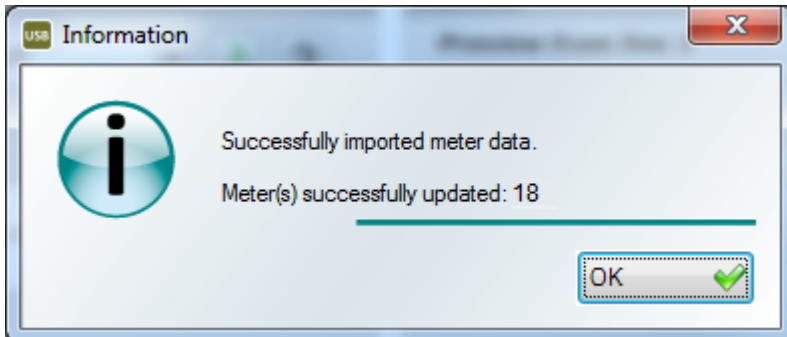 USB Information
Successfully imported meter data.
Meter(s) successfully updated: 18
OK